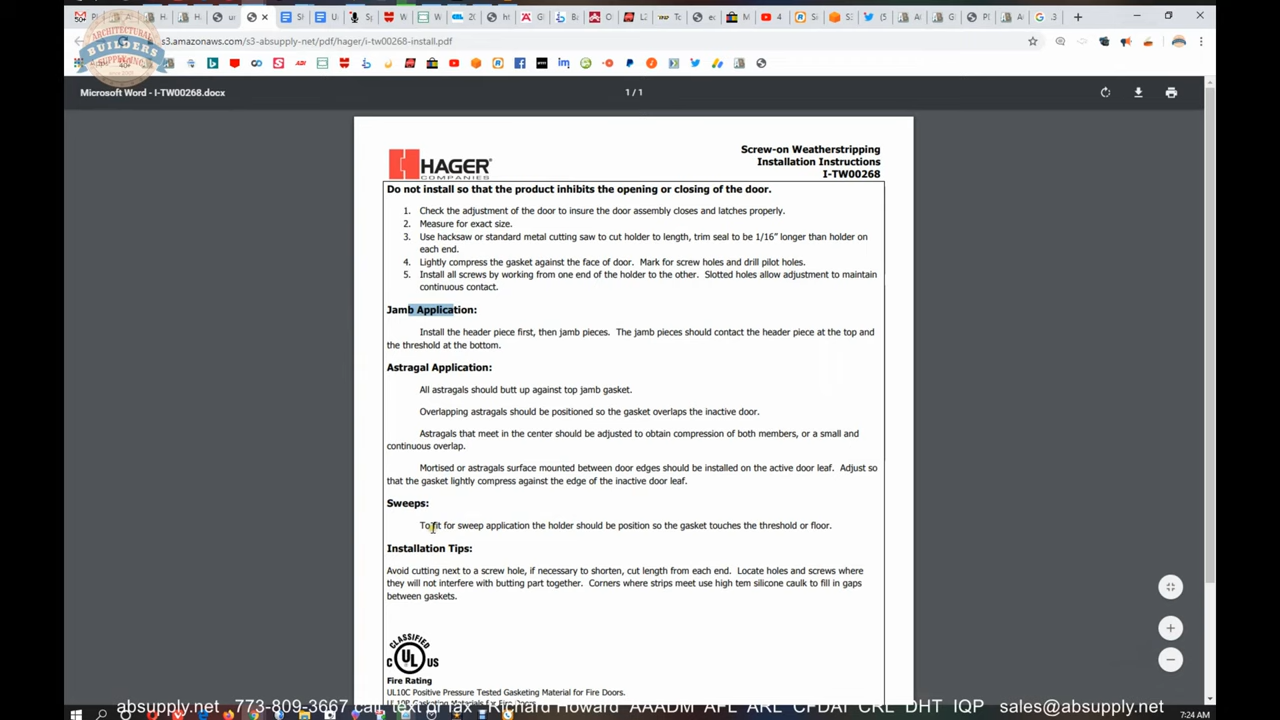 50+
ARCHITECTURAL
BUILDERS
SUPPLY INC.
s3.amazonaws.com/s3-absupply-net/pdf/hager/i-tw00268-install.pdf
Microsoft Word - I-TW00268.docx
1 / 1
HAGER
COMPANIES
Screw-on Weatherstripping
Installation Instructions
I-TW00268
Do not install so that the product inhibits the opening or closing of the door.
1. Check the adjustment of the door to insure the door assembly closes and latches properly.
2. Measure for exact size.
3. Use hacksaw or standard metal cutting saw to cut holder to length, trim seal to be 1/16" longer than holder on
each end.
4. Lightly compress the gasket against the face of door. Mark for screw holes and drill pilot holes.
5. Install all screws by working from one end of the holder to the other. Slotted holes allow adjustment to maintain
continuous contact.
Jamb Application:
Install the header piece first, then jamb pieces. The jamb pieces should contact the header piece at the top and
the threshold at the bottom.
Astragal Application:
All astragals should butt up against top jamb gasket.
Overlapping astragals should be positioned so the gasket overlaps the inactive door.
Astragals that meet in the center should be adjusted to obtain compression of both members, or a small and
continuous overlap.
Mortised or astragals surface mounted between door edges should be installed on the active door leaf. Adjust so
that the gasket lightly compress against the edge of the inactive door leaf.
Sweeps:
To fit for sweep application the holder should be position so the gasket touches the threshold or floor.
Installation Tips:
Avoid cutting next to a screw hole, if necessary to shorten, cut length from each end. Locate holes and screws where
they will not interfere with butting part together. Corners where strips meet use high tem silicone caulk to fill in gaps
between gaskets.
CLASSIFIED
C UL US
Fire Rating
UL10C Positive Pressure Tested Gasketing Material for Fire Doors.
absupply.net 773-809-3667 call text or fax - Richard Howard AAADM AFL ARL CFDAI CRL DHT IQP sales@absupply.net
7:24 AM